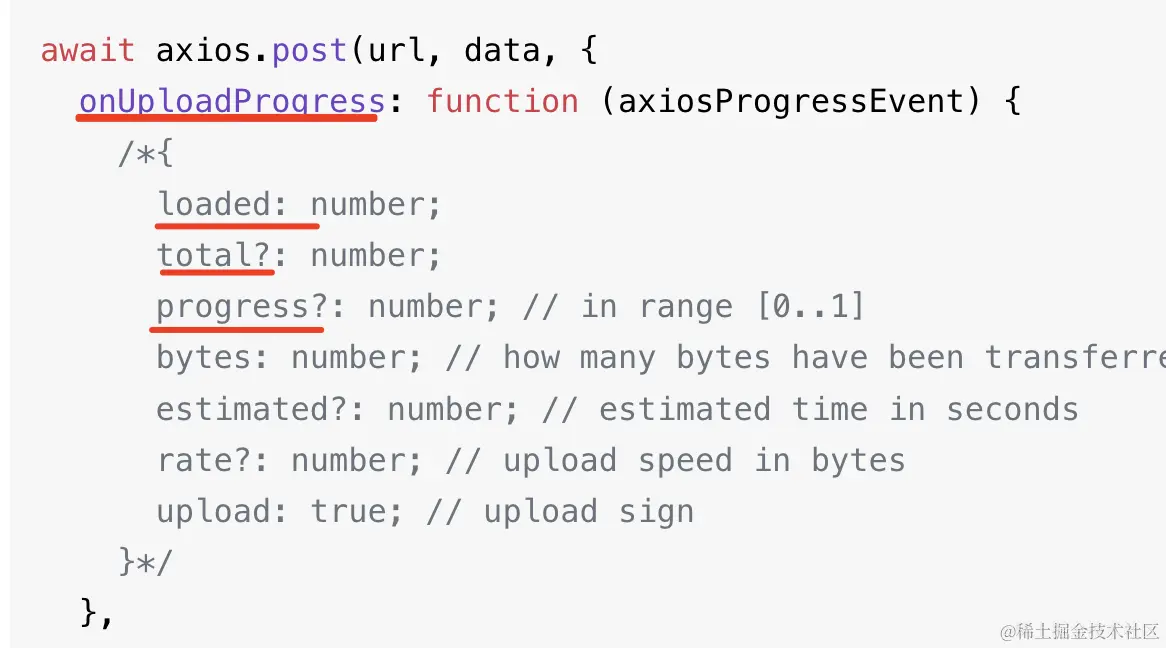 await axios.post(url, data, {
onUploadProgress: function (axiosProgressEvent) {
/*{
loaded: number;
total?: number;
progress?: number; // in range [0..1]
bytes: number; // how many bytes have been transferre
estimated?: number; // estimated time in seconds
rate?: number; // upload speed in bytes
upload: true; // upload sign
}*/
},
@稀土掘金技术社区